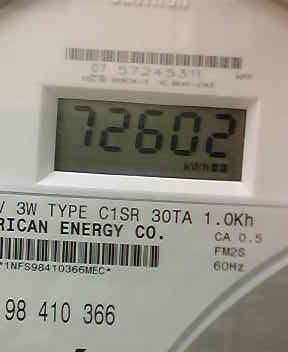 07 57245311
72602
kWh
V 3W TYPE C1SR 30TA 1.0Kh
RICAN ENERGY CO.
CA 0.5
FM2S
60Hz
*1NFS98410366MEC*
98 410 366